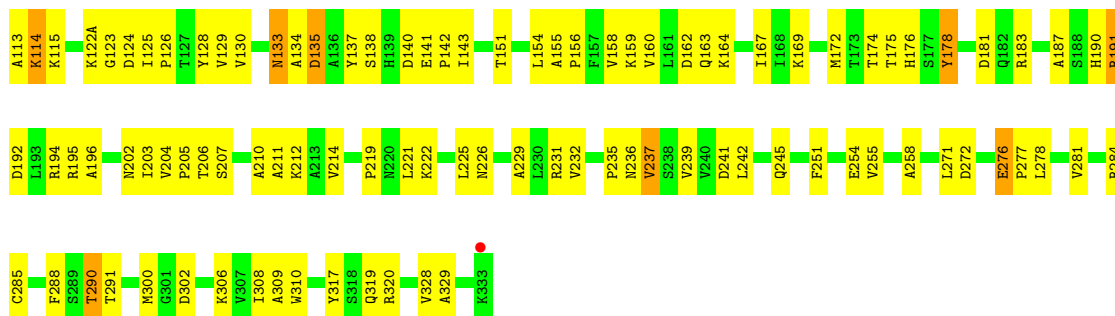 A113 K114 K115 K122A G123 D124 I125 P126 T127 Y128 V129 V130 N133 A134 D135 A136 Y137 S138 H139 D140 E141 P142 I143 T151 L154 A155 P156 F157 V158 K159 V160 L161 D162 Q163 K164 I167 I168 K169 M172 T173 T174 T175 H176 S177 Y178 D181 Q182 R183 A187 S188 H190
D192 L193 R194 R195 A196 N202 I203 V204 P205 T206 S207 A210 A211 K212 A213 V214 P219 N220 L221 K222 L225 N226 A229 L230 R231 V232 P235 N236 V237 S238 V239 V240 D241 L242 Q245 F251 E254 V255 A258 L271 D272 E276 P277 L278 V281
C285 F288 S289 T290 T291 M300 G301 D302 K306 V307 I308 A309 W310 Y317 S318 Q319 R320 V328 A329 K333